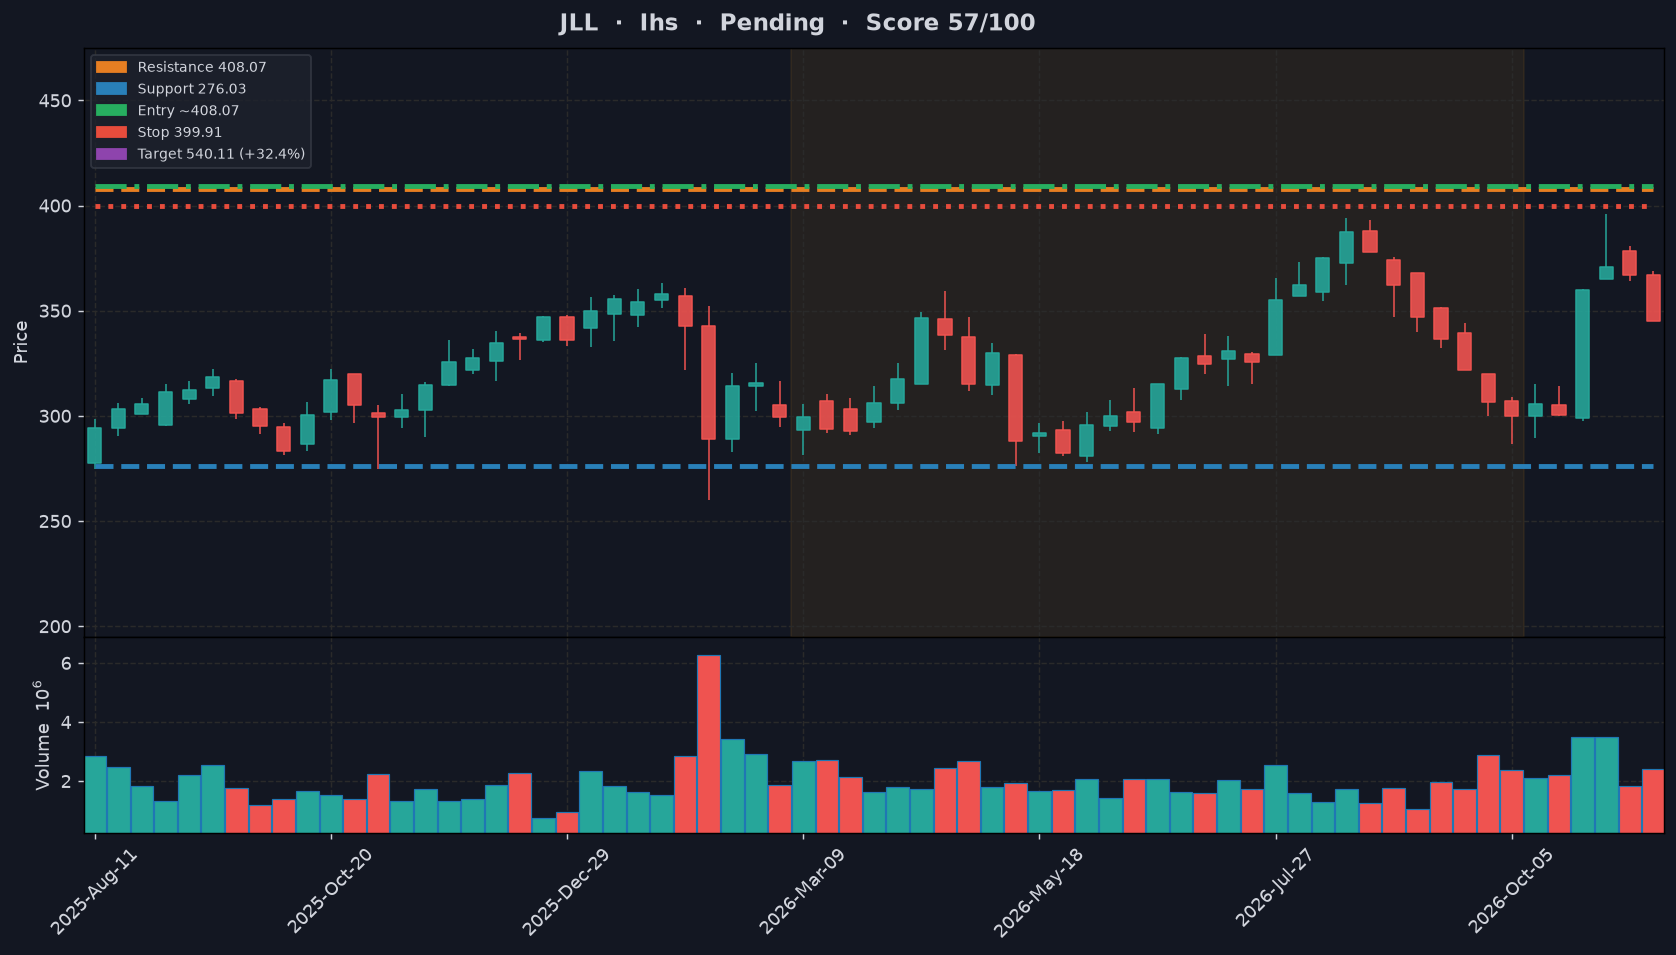 JLL · Ihs · Pending · Score 57/100
Resistance 408.07
Support 276.03
Entry ~408.07
Stop 399.91
Target 540.11 (+32.4%)
Price
450
400
350
300
250
200
Volume 10⁶
6
4
2
2025-Aug-11
2025-Oct-20
2025-Dec-29
2026-Mar-09
2026-May-18
2026-Jul-27
2026-Oct-05